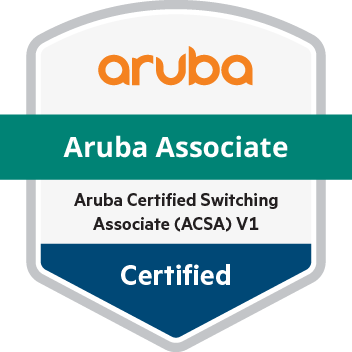 aruba
Aruba Associate
Aruba Certified Switching
Associate (ACSA) V1
Certified